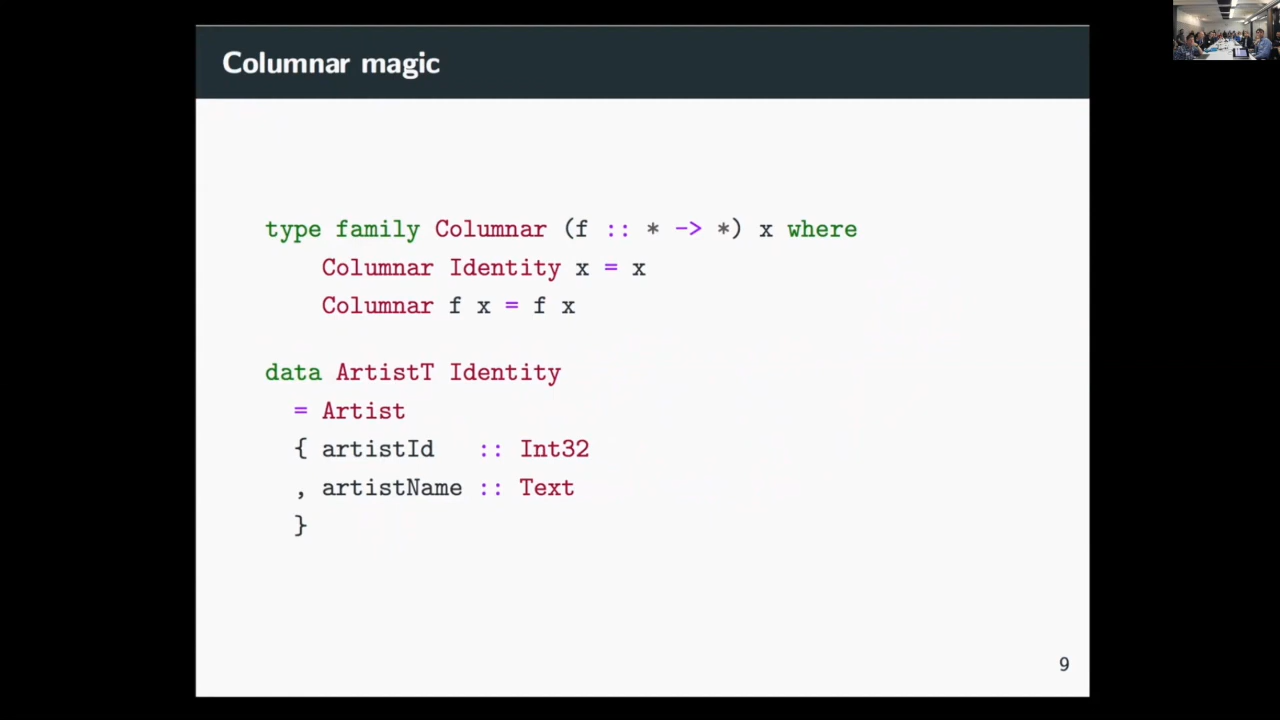 Columnar magic
type family Columnar (f :: * -> *) x where
Columnar Identity x = x
Columnar f x = f x
data ArtistT Identity
= Artist
{ artistId :: Int32
, artistName :: Text
}
9